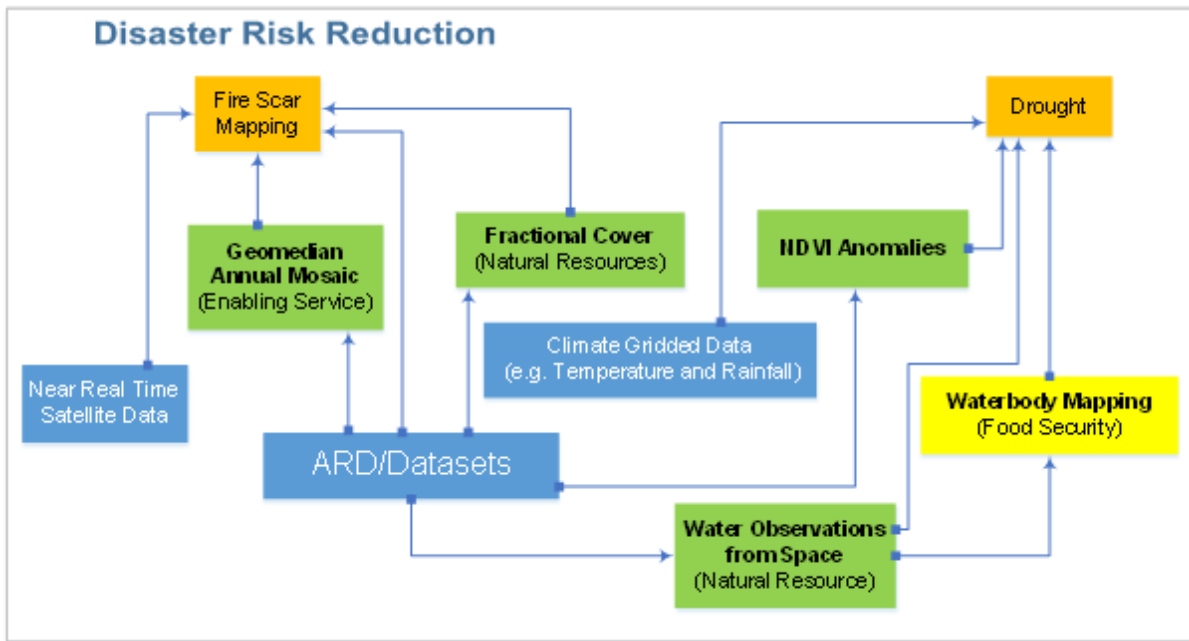 Disaster Risk Reduction
Fire Scar
Mapping
Drought
Geomedian
Annual Mosaic
(Enabling Service)
Fractional Cover
(Natural Resources)
NDVI Anomalies
Climate Gridded Data
(e.g. Temperature and Rainfall)
Near Real Time
Satellite Data
Waterbody Mapping
(Food Security)
ARD/Datasets
Water Observations
from Space
(Natural Resource)